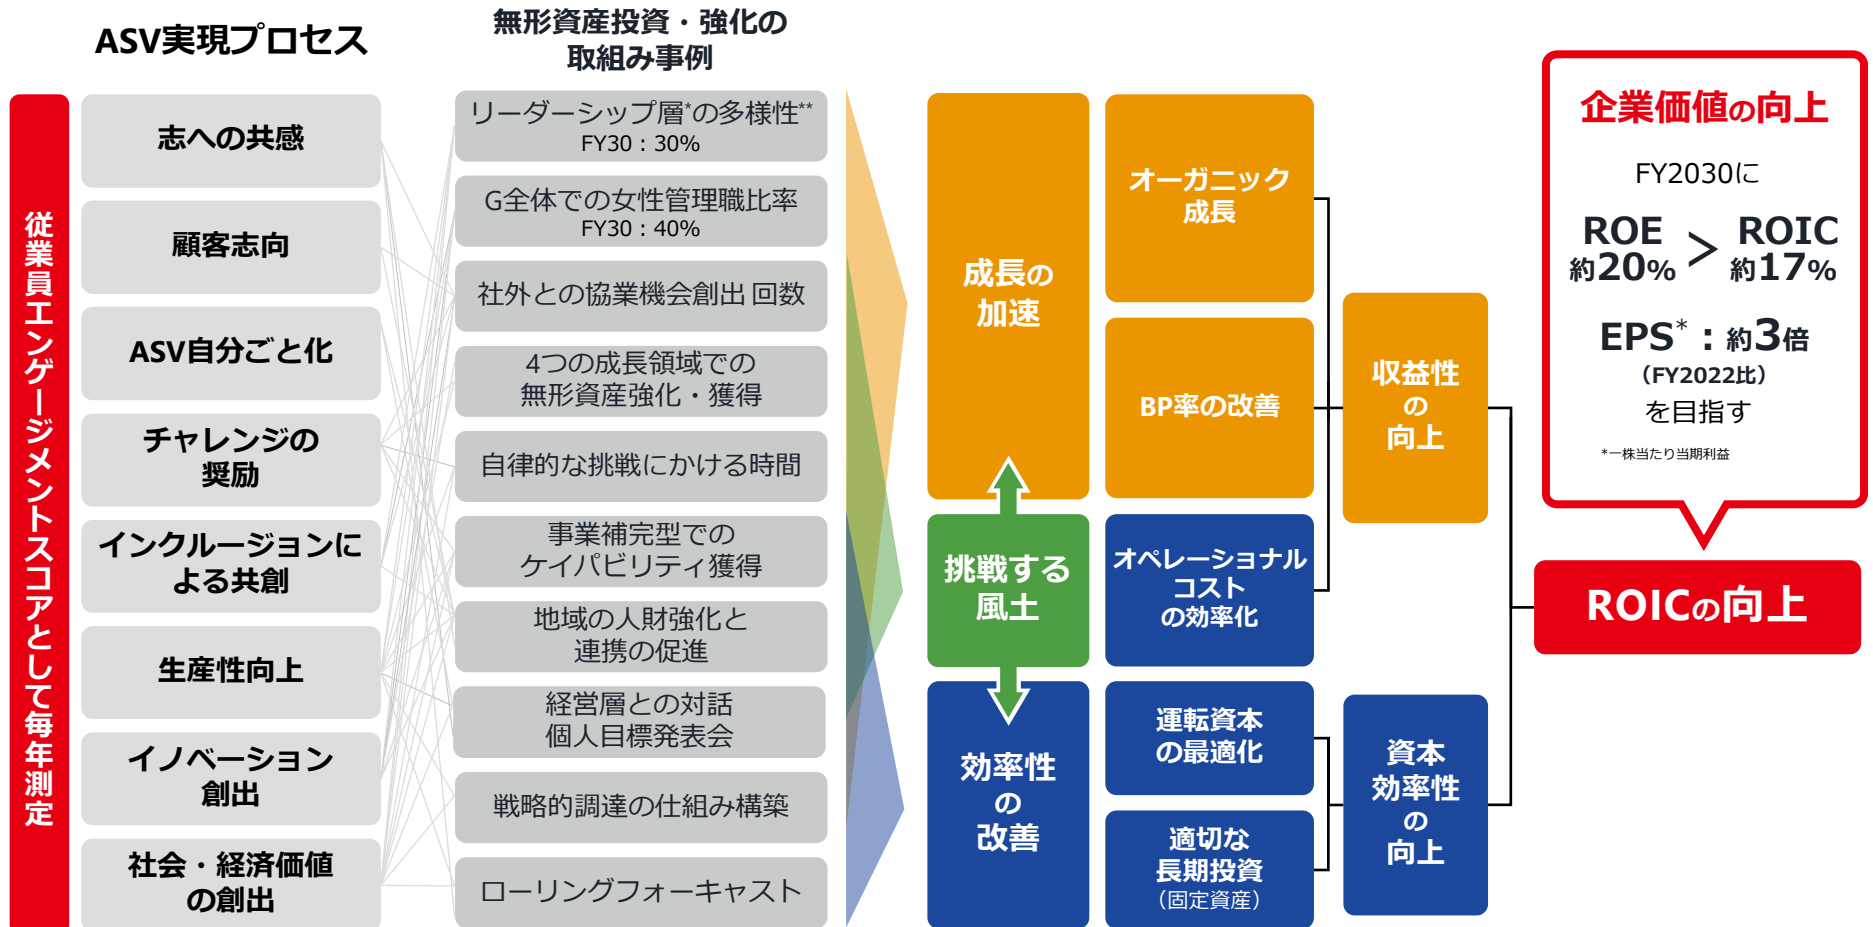 ASV実現プロセス
無形資産投資・強化の
取組み事例
従業員エンゲージメントスコアとして毎年測定
志への共感
顧客志向
ASV自分ごと化
チャレンジの
奨励
インクルージョンに
よる共創
生産性向上
イノベーション
創出
社会・経済価値
の創出
リーダーシップ層*の多様性**
FY30：30%
G全体での女性管理職比率
FY30：40%
社外との協業機会創出 回数
4つの成長領域での
無形資産強化・獲得
自律的な挑戦にかける時間
事業補完型での
ケイパビリティ獲得
地域の人財強化と
連携の促進
経営層との対話
個人目標発表会
戦略的調達の仕組み構築
ローリングフォーキャスト
成長の
加速
挑戦する
風土
効率性
の
改善
オーガニック
成長
BP率の改善
オペレーショナル
コスト
の効率化
運転資本
の最適化
適切な
長期投資
（固定資産）
収益性
の
向上
資本
効率性
の
向上
企業価値の向上
FY2030に
ROE > ROIC
約20% 約17%
EPS*：約3倍
（FY2022比）
を目指す
*一株当たり当期利益
ROICの向上